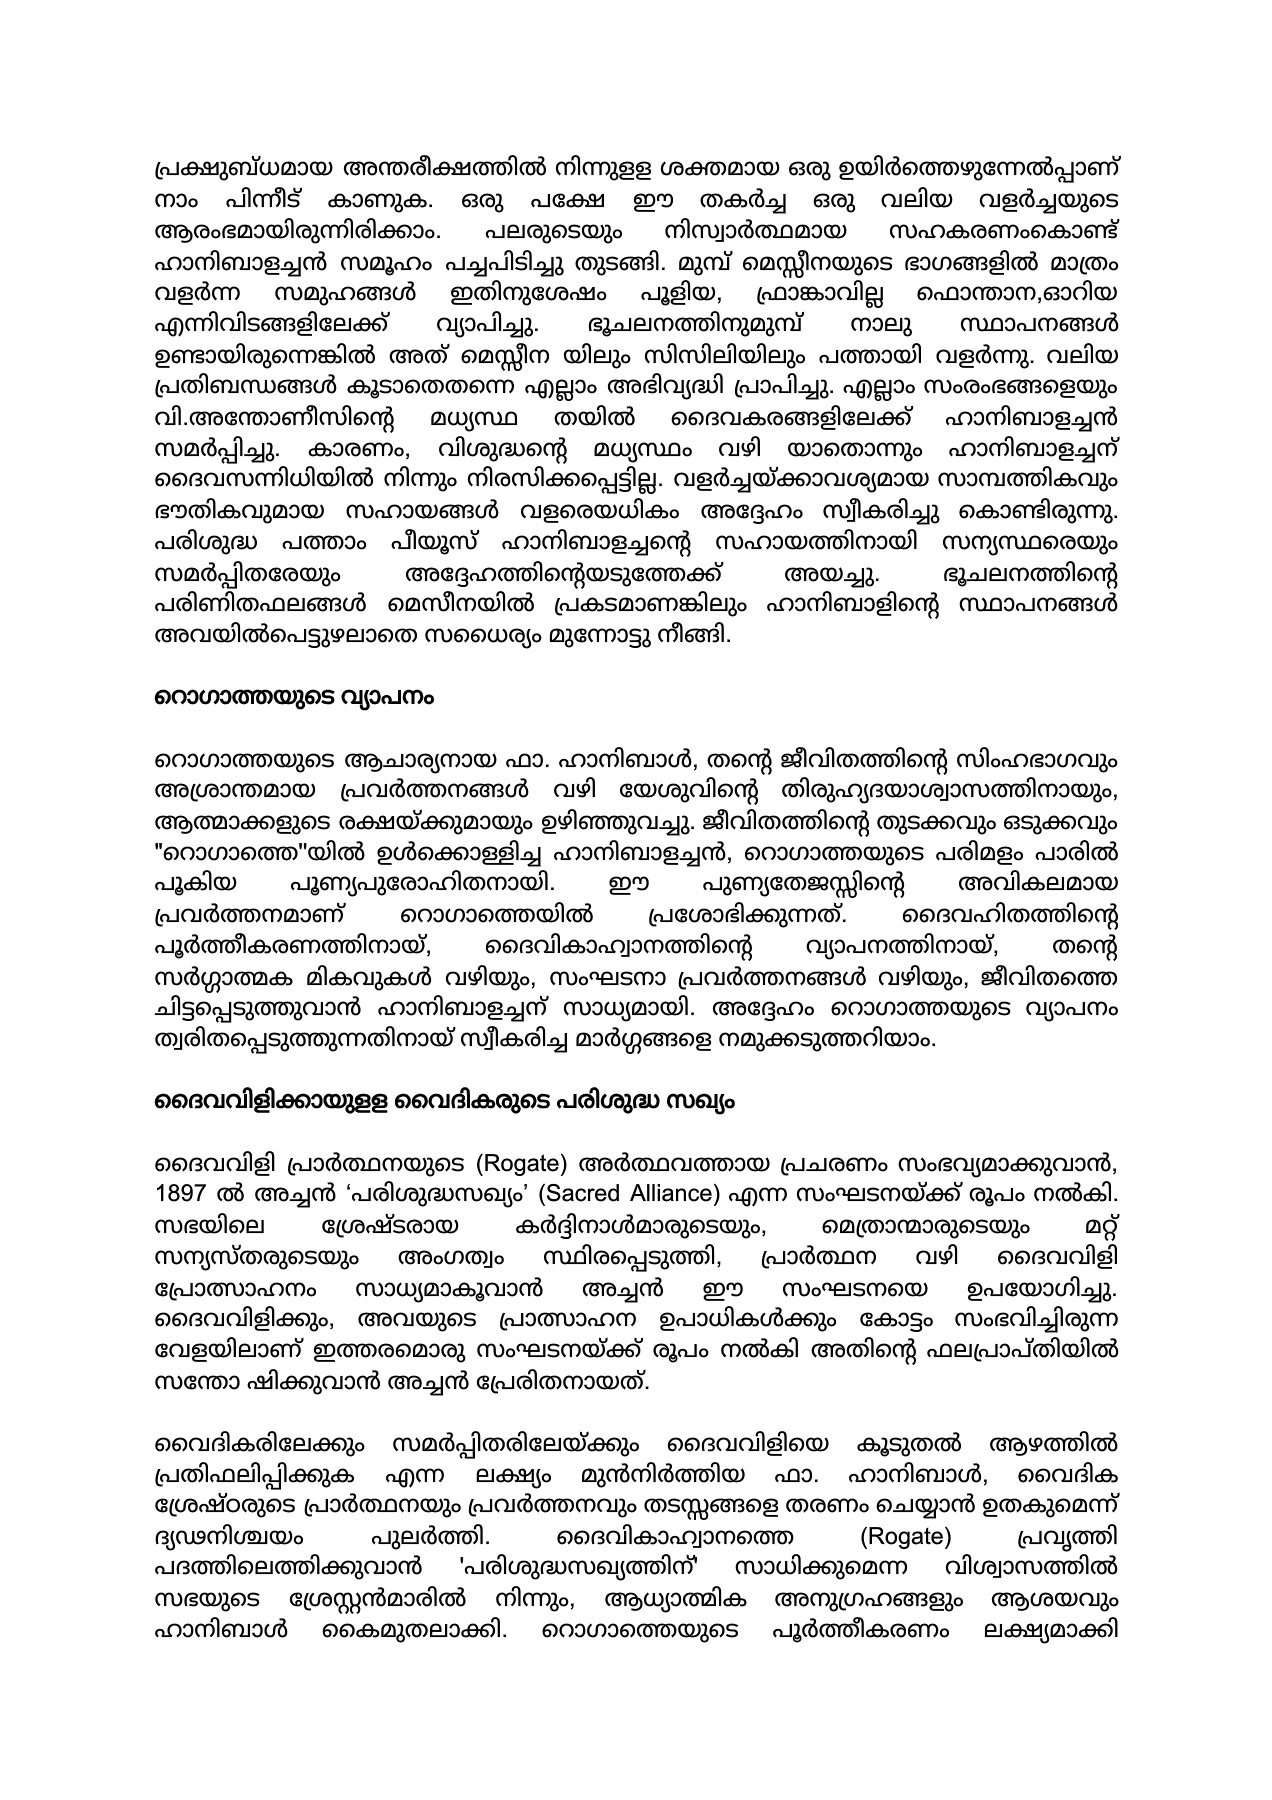 പ്രക്ഷുബ്ധമായ അന്തരീക്ഷത്തിൽ നിന്നുളള ശക്തമായ ഒരു ഉയിർത്തെഴുന്നേൽപ്പാണ്
നാം പിന്നീട് കാണുക. ഒരു പക്ഷേ ഈ തകർച്ച ഒരു വലിയ വളർച്ചയുടെ
ആരംഭമായിരുന്നിരിക്കാം. പലരുടെയും നിസ്വാർത്ഥമായ സഹകരണംകൊണ്ട്
ഹാനിബാളച്ചൻ സമൂഹം പച്ചപിടിച്ചു തുടങ്ങി. മുമ്പ് മെസ്സീനയുടെ ഭാഗങ്ങളിൽ മാത്രം
വളർന്ന സമുഹങ്ങൾ ഇതിനുശേഷം പൂളിയ, ഫ്രാങ്കാവില്ല ഫൊന്താന,ഓറിയ
എന്നിവിടങ്ങളിലേക്ക് വ്യാപിച്ചു. ഭൂചലനത്തിനുമുമ്പ് നാലു സ്ഥാപനങ്ങൾ
ഉണ്ടായിരുന്നെങ്കിൽ അത് മെസ്സീന യിലും സിസിലിയിലും പത്തായി വളർന്നു. വലിയ
പ്രതിബന്ധങ്ങൾ കൂടാതെതന്നെ എല്ലാം അഭിവ്യദ്ധി പ്രാപിച്ചു. എല്ലാം സംരംഭങ്ങളെയും
വി.അന്തോണീസിന്റെ മധ്യസ്ഥ തയിൽ ദൈവകരങ്ങളിലേക്ക് ഹാനിബാളച്ചൻ
സമർപ്പിച്ചു. കാരണം, വിശുദ്ധന്റെ മധ്യസ്ഥം വഴി യാതൊന്നും ഹാനിബാളച്ചന്
ദൈവസന്നിധിയിൽ നിന്നും നിരസിക്കപ്പെട്ടില്ല. വളർച്ചയ്ക്കാവശ്യമായ സാമ്പത്തികവും
ഭൗതികവുമായ സഹായങ്ങൾ വളരെയധികം അദ്ദേഹം സ്വീകരിച്ചു കൊണ്ടിരുന്നു.
പരിശുദ്ധ പത്താം പീയൂസ് ഹാനിബാളച്ചന്റെ സഹായത്തിനായി സന്യസ്ഥരെയും
സമർപ്പിതരേയും അദ്ദേഹത്തിന്റെയടുത്തേക്ക് അയച്ചു. ഭൂചലനത്തിന്റെ
പരിണിതഫലങ്ങൾ മെസീനയിൽ പ്രകടമാണങ്കിലും ഹാനിബാളിന്റെ സ്ഥാപനങ്ങൾ
അവയിൽപെട്ടുഴലാതെ സധൈര്യം മുന്നോട്ടു നീങ്ങി.
റൊഗാത്തയുടെ വ്യാപനം
റൊഗാത്തയുടെ ആചാര്യനായ ഫാ. ഹാനിബാൾ, തന്റെ ജീവിതത്തിന്റെ സിംഹഭാഗവും
അശ്രാന്തമായ പ്രവർത്തനങ്ങൾ വഴി യേശുവിന്റെ തിരുഹ്യദയാശ്വാസത്തിനായും,
ആത്മാക്കളുടെ രക്ഷയ്ക്കുമായും ഉഴിഞ്ഞുവച്ചു. ജീവിതത്തിന്റെ തുടക്കവും ഒടുക്കവും
"റൊഗാത്തെ"യിൽ ഉൾക്കൊള്ളിച്ച ഹാനിബാളച്ചൻ, റൊഗാത്തയുടെ പരിമളം പാരിൽ
പൂകിയ പൂണ്യപുരോഹിതനായി. ഈ പുണ്യതേജസ്സിന്റെ അവികലമായ
പ്രവർത്തനമാണ് റൊഗാത്തെയിൽ പ്രശോഭിക്കുന്നത്. ദൈവഹിതത്തിന്റെ
പൂർത്തീകരണത്തിനായ്, ദൈവികാഹ്വാനത്തിന്റെ വ്യാപനത്തിനായ്, തന്റെ
സർഗ്ഗാത്മക മികവുകൾ വഴിയും, സംഘടനാ പ്രവർത്തനങ്ങൾ വഴിയും, ജീവിതത്തെ
ചിട്ടപ്പെടുത്തുവാൻ ഹാനിബാളച്ചന് സാധ്യമായി. അദ്ദേഹം റൊഗാത്തയുടെ വ്യാപനം
ത്വരിതപ്പെടുത്തുന്നതിനായ് സ്വീകരിച്ച മാർഗ്ഗങ്ങളെ നമുക്കടുത്തറിയാം.
ദൈവവിളിക്കായുളള വൈദികരുടെ പരിശുദ്ധ സഖ്യം
ദൈവവിളി പ്രാർത്ഥനയുടെ (Rogate) അർത്ഥവത്തായ പ്രചരണം സംഭവ്യമാക്കുവാൻ,
1897 ൽ അച്ചൻ ‘പരിശുദ്ധസഖ്യം’ (Sacred Alliance) എന്ന സംഘടനയ്ക്ക് രൂപം നൽകി.
സഭയിലെ ശ്രേഷ്ടരായ കർദ്ദിനാൾമാരുടെയും, മെത്രാന്മാരുടെയും മറ്റ്
സന്യസ്തരുടെയും അംഗത്വം സ്ഥിരപ്പെടുത്തി, പ്രാർത്ഥന വഴി ദൈവവിളി
പ്രോത്സാഹനം സാധ്യമാകൂവാൻ അച്ചൻ ഈ സംഘടനയെ ഉപയോഗിച്ചു.
ദൈവവിളിക്കും, അവയുടെ പ്രാത്സാഹന ഉപാധികൾക്കും കോട്ടം സംഭവിച്ചിരുന്ന
വേളയിലാണ് ഇത്തരമൊരു സംഘടനയ്ക്ക് രൂപം നൽകി അതിന്റെ ഫലപ്രാപ്തിയിൽ
സന്തോ ഷിക്കുവാൻ അച്ചൻ പ്രേരിതനായത്.
വൈദികരിലേക്കും സമർപ്പിതരിലേയ്ക്കും ദൈവവിളിയെ കൂടുതൽ ആഴത്തിൽ
പ്രതിഫലിപ്പിക്കുക എന്ന ലക്ഷ്യം മുൻനിർത്തിയ ഫാ. ഹാനിബാൾ, വൈദിക
ശ്രേഷ്ഠരുടെ പ്രാർത്ഥനയും പ്രവർത്തനവും തടസ്സങ്ങളെ തരണം ചെയ്യാൻ ഉതകുമെന്ന്
ദ്യഢനിശ്ചയം പുലർത്തി. ദൈവികാഹ്വാനത്തെ (Rogate) പ്രവൃത്തി
പദത്തിലെത്തിക്കുവാൻ 'പരിശുദ്ധസഖ്യത്തിന്' സാധിക്കുമെന്ന വിശ്വാസത്തിൽ
സഭയുടെ ശ്രേസ്റ്റൻമാരിൽ നിന്നും, ആധ്യാത്മിക അനുഗ്രഹങ്ങളും ആശയവും
ഹാനിബാൾ കൈമുതലാക്കി. റൊഗാത്തെയുടെ പൂർത്തീകരണം ലക്ഷ്യമാക്കി